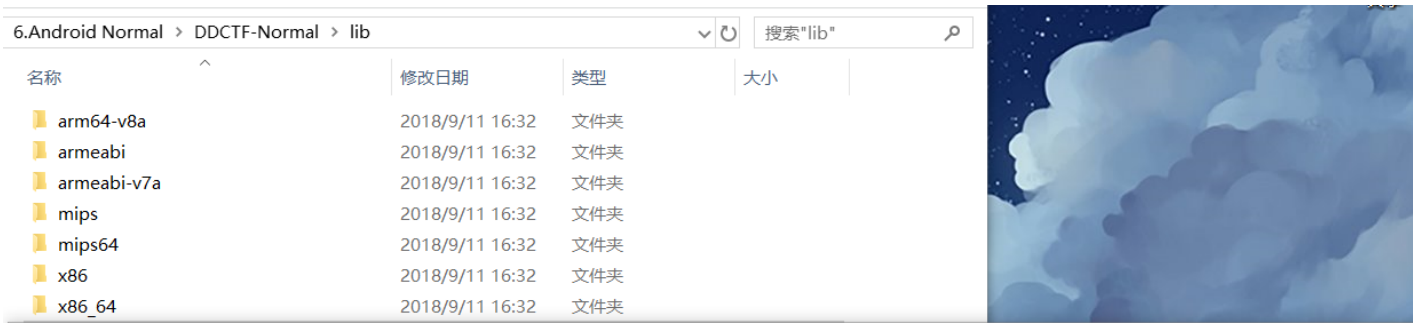 6.Android Normal > DDCTF-Normal > lib
搜索"lib"
名称 修改日期 类型 大小
arm64-v8a 2018/9/11 16:32 文件夹
armeabi 2018/9/11 16:32 文件夹
armeabi-v7a 2018/9/11 16:32 文件夹
mips 2018/9/11 16:32 文件夹
mips64 2018/9/11 16:32 文件夹
x86 2018/9/11 16:32 文件夹
x86_64 2018/9/11 16:32 文件夹